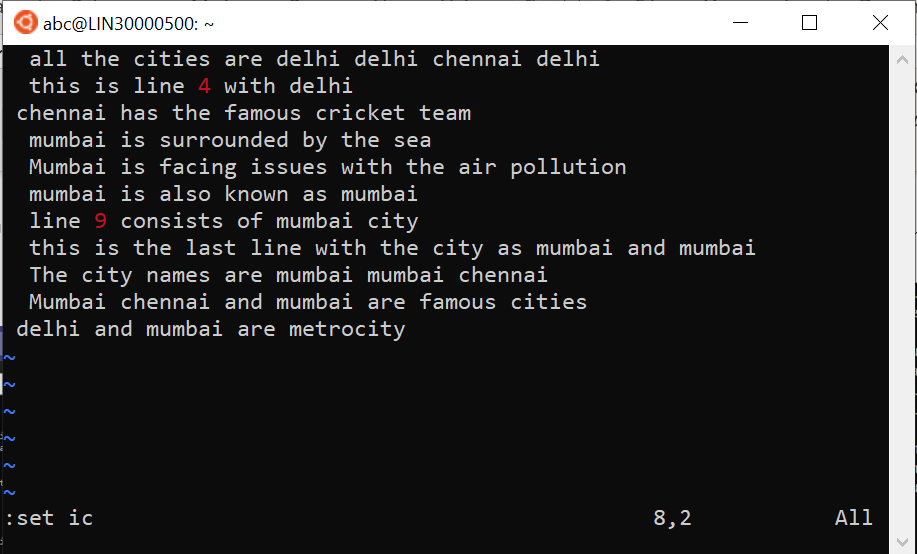 abc@LIN30000500: ~
all the cities are delhi delhi chennai delhi
this is line 4 with delhi
chennai has the famous cricket team
mumbai is surrounded by the sea
Mumbai is facing issues with the air pollution
mumbai is also known as mumbai
line 9 consists of mumbai city
this is the last line with the city as mumbai and mumbai
The city names are mumbai mumbai chennai
Mumbai chennai and mumbai are famous cities
delhi and mumbai are metrocity
~
~
~
~
~
~
:set ic 8,2 All